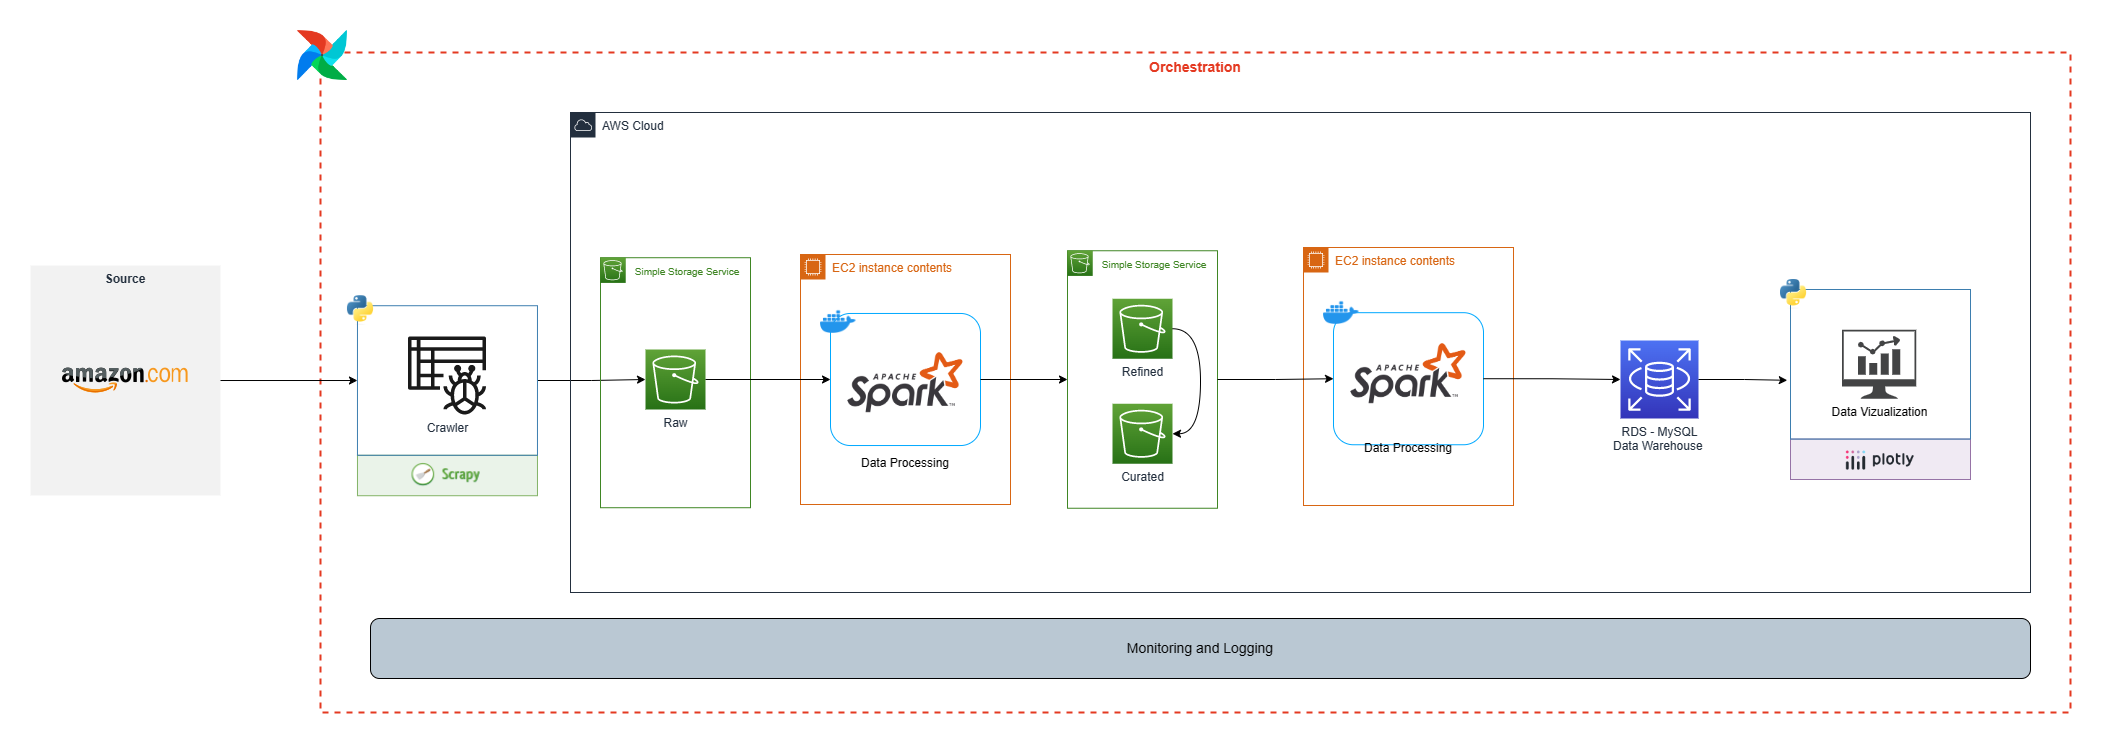 Orchestration
AWS Cloud
Source
amazon.com
Crawler
Scrapy
Simple Storage Service
Raw
EC2 instance contents
APACHE
Spark™
Data Processing
Simple Storage Service
Refined
Curated
EC2 instance contents
APACHE
Spark™
Data Processing
RDS - MySQL
Data Warehouse
Data Vizualization
plotly
Monitoring and Logging